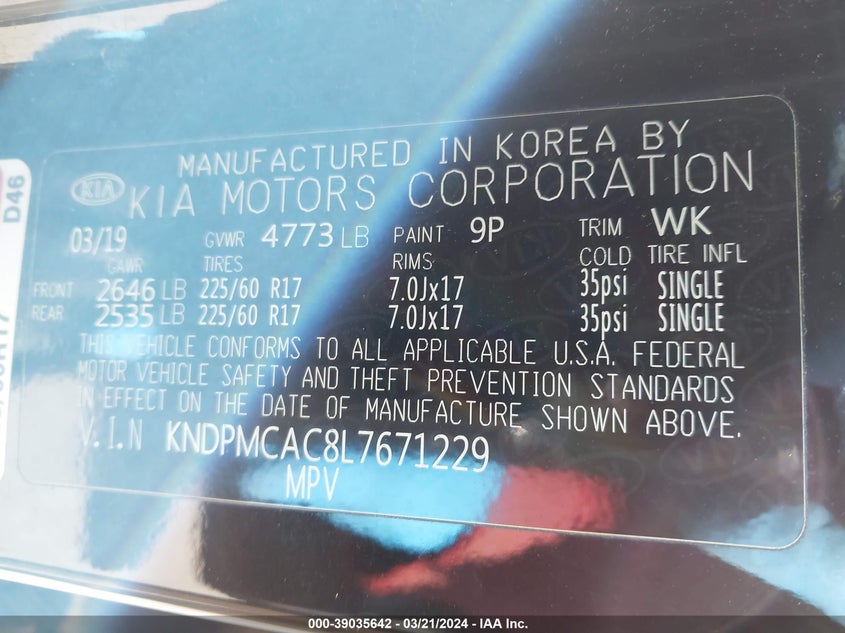 MANUFACTURED IN KOREA BY
KIA KIA MOTORS CORPORATION
03/19 GVWR 4773 LB PAINT 9P TRIM WK
GAWR TIRES RIMS COLD TIRE INFL
FRONT 2646 LB 225/60 R17 7.0Jx17 35psi SINGLE
REAR 2535 LB 225/60 R17 7.0Jx17 35psi SINGLE
THIS VEHICLE CONFORMS TO ALL APPLICABLE U.S.A. FEDERAL
MOTOR VEHICLE SAFETY AND THEFT PREVENTION STANDARDS
IN EFFECT ON THE DATE OF MANUFACTURE SHOWN ABOVE.
V.I.N KNDPMCAC8L7671229
MPV
D46
000-39035642 - 03/21/2024 - IAA Inc.